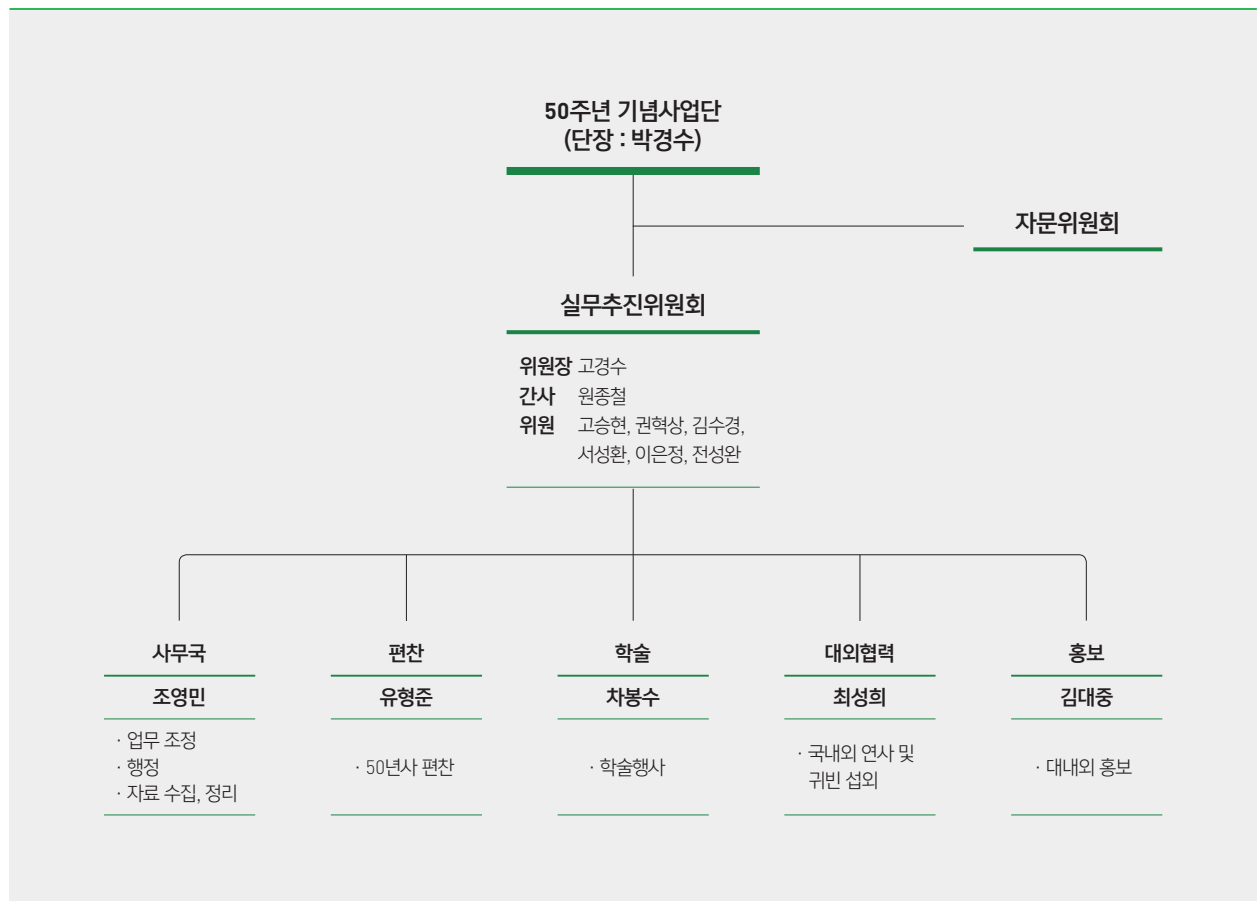 50주년 기념사업단
(단장 : 박경수)
자문위원회
실무추진위원회
위원장 고경수
간사 원종철
위원 고승현, 권혁상, 김수경,
서성환, 이은정, 전성완
사무국
조영민
· 업무 조정
· 행정
· 자료 수집, 정리
편찬
유형준
· 50년사 편찬
학술
차봉수
· 학술행사
대외협력
최성희
· 국내외 연사 및
귀빈 섭외
홍보
김대중
· 대내외 홍보